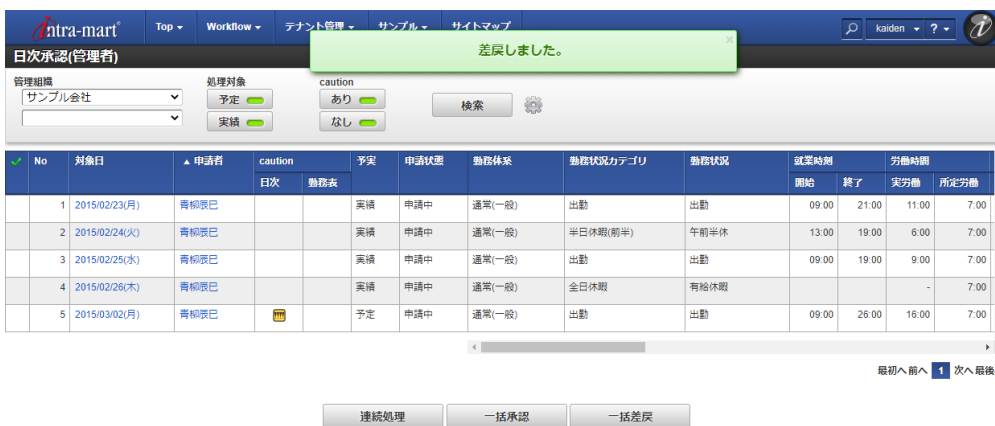 intra-mart Top Workflow テナント管理 サンプル サイトマップ kaiden ?
日次承認(管理者)
差戻しました。 ×
管理組織 処理対象 caution
サンプル会社 予定 あり 検索
実績 なし
No 対象日 ▲ 申請者 caution 予実 申請状態 勤務体系 勤務状況カテゴリ 勤務状況 就業時刻 労働時間
日次 勤務表 開始 終了 実労働 所定労働
1 2015/02/23(月) 青柳辰巳 実績 申請中 通常(一般) 出勤 出勤 09:00 21:00 11:00 7:00
2 2015/02/24(火) 青柳辰巳 実績 申請中 通常(一般) 半日休暇(前半) 午前半休 13:00 19:00 6:00 7:00
3 2015/02/25(水) 青柳辰巳 実績 申請中 通常(一般) 出勤 出勤 09:00 19:00 9:00 7:00
4 2015/02/26(木) 青柳辰巳 実績 申請中 通常(一般) 全日休暇 有給休暇 - 7:00
5 2015/03/02(月) 青柳辰巳 予定 申請中 通常(一般) 出勤 出勤 09:00 26:00 16:00 7:00
最初へ 前へ 1 次へ 最後
連続処理 一括承認 一括差戻